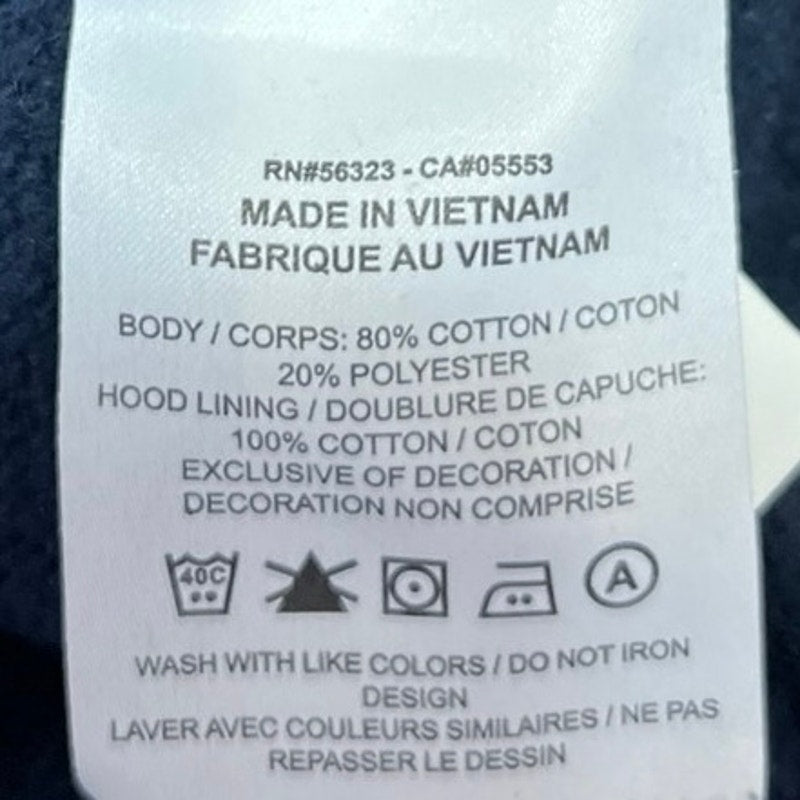 RN#56323 - CA#05553
MADE IN VIETNAM
FABRIQUE AU VIETNAM
BODY / CORPS: 80% COTTON / COTON
20% POLYESTER
HOOD LINING / DOUBLURE DE CAPUCHE:
100% COTTON / COTON
EXCLUSIVE OF DECORATION /
DECORATION NON COMPRISE
40C A
WASH WITH LIKE COLORS / DO NOT IRON
DESIGN
LAVER AVEC COULEURS SIMILAIRES / NE PAS
REPASSER LE DESSIN